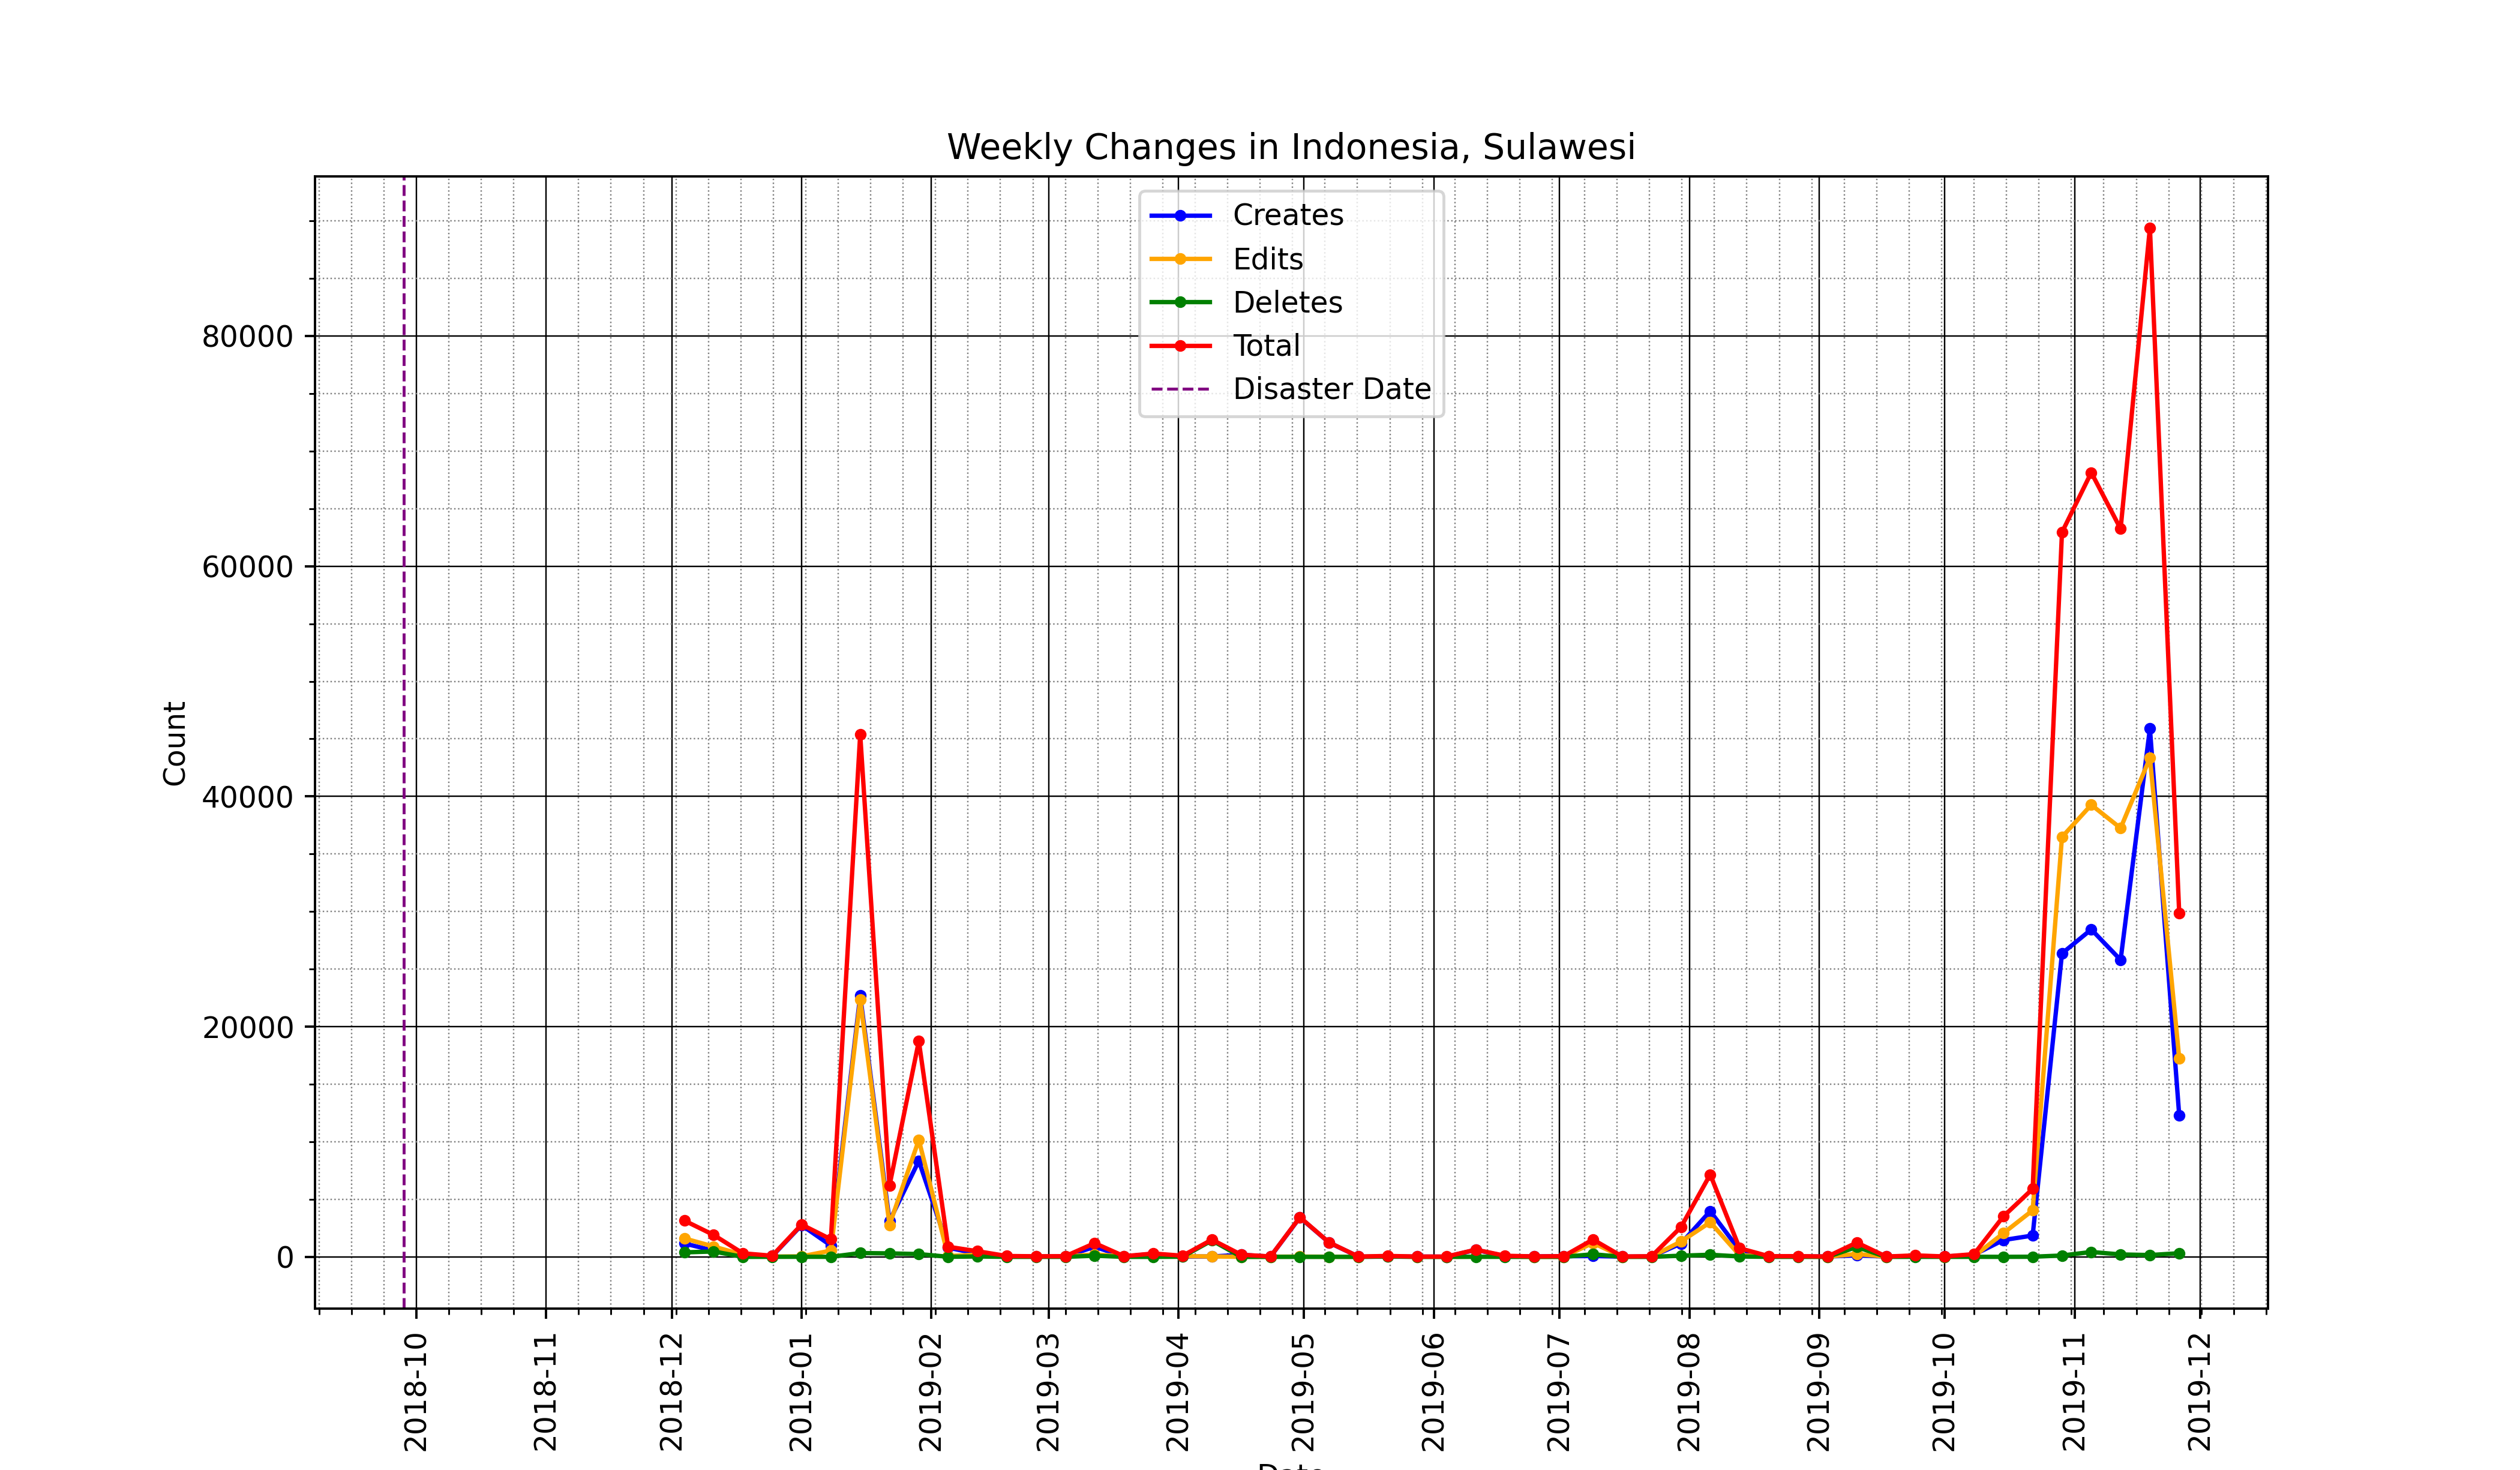 Weekly Changes in Indonesia, Sulawesi
Creates
Edits
Deletes
Total
Disaster Date
80000
60000
40000
20000
0
Count
2018-10
2018-11
2018-12
2019-01
2019-02
2019-03
2019-04
2019-05
2019-06
2019-07
2019-08
2019-09
2019-10
2019-11
2019-12
Date